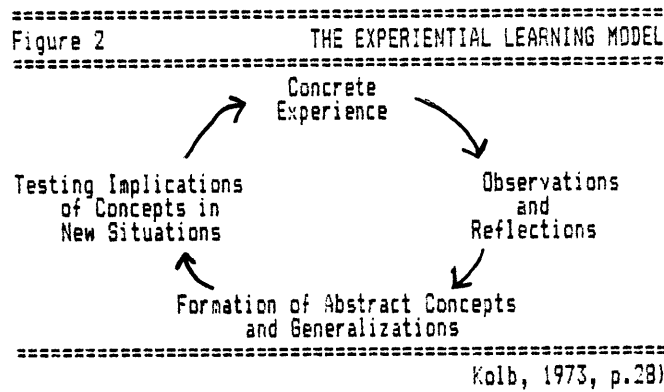 Figure 2 THE EXPERIENTIAL LEARNING MODEL
Concrete
Experience
Testing Implications
of Concepts in
New Situations
Observations
and
Reflections
Formation of Abstract Concepts
and Generalizations
Kolb, 1973, p.28)